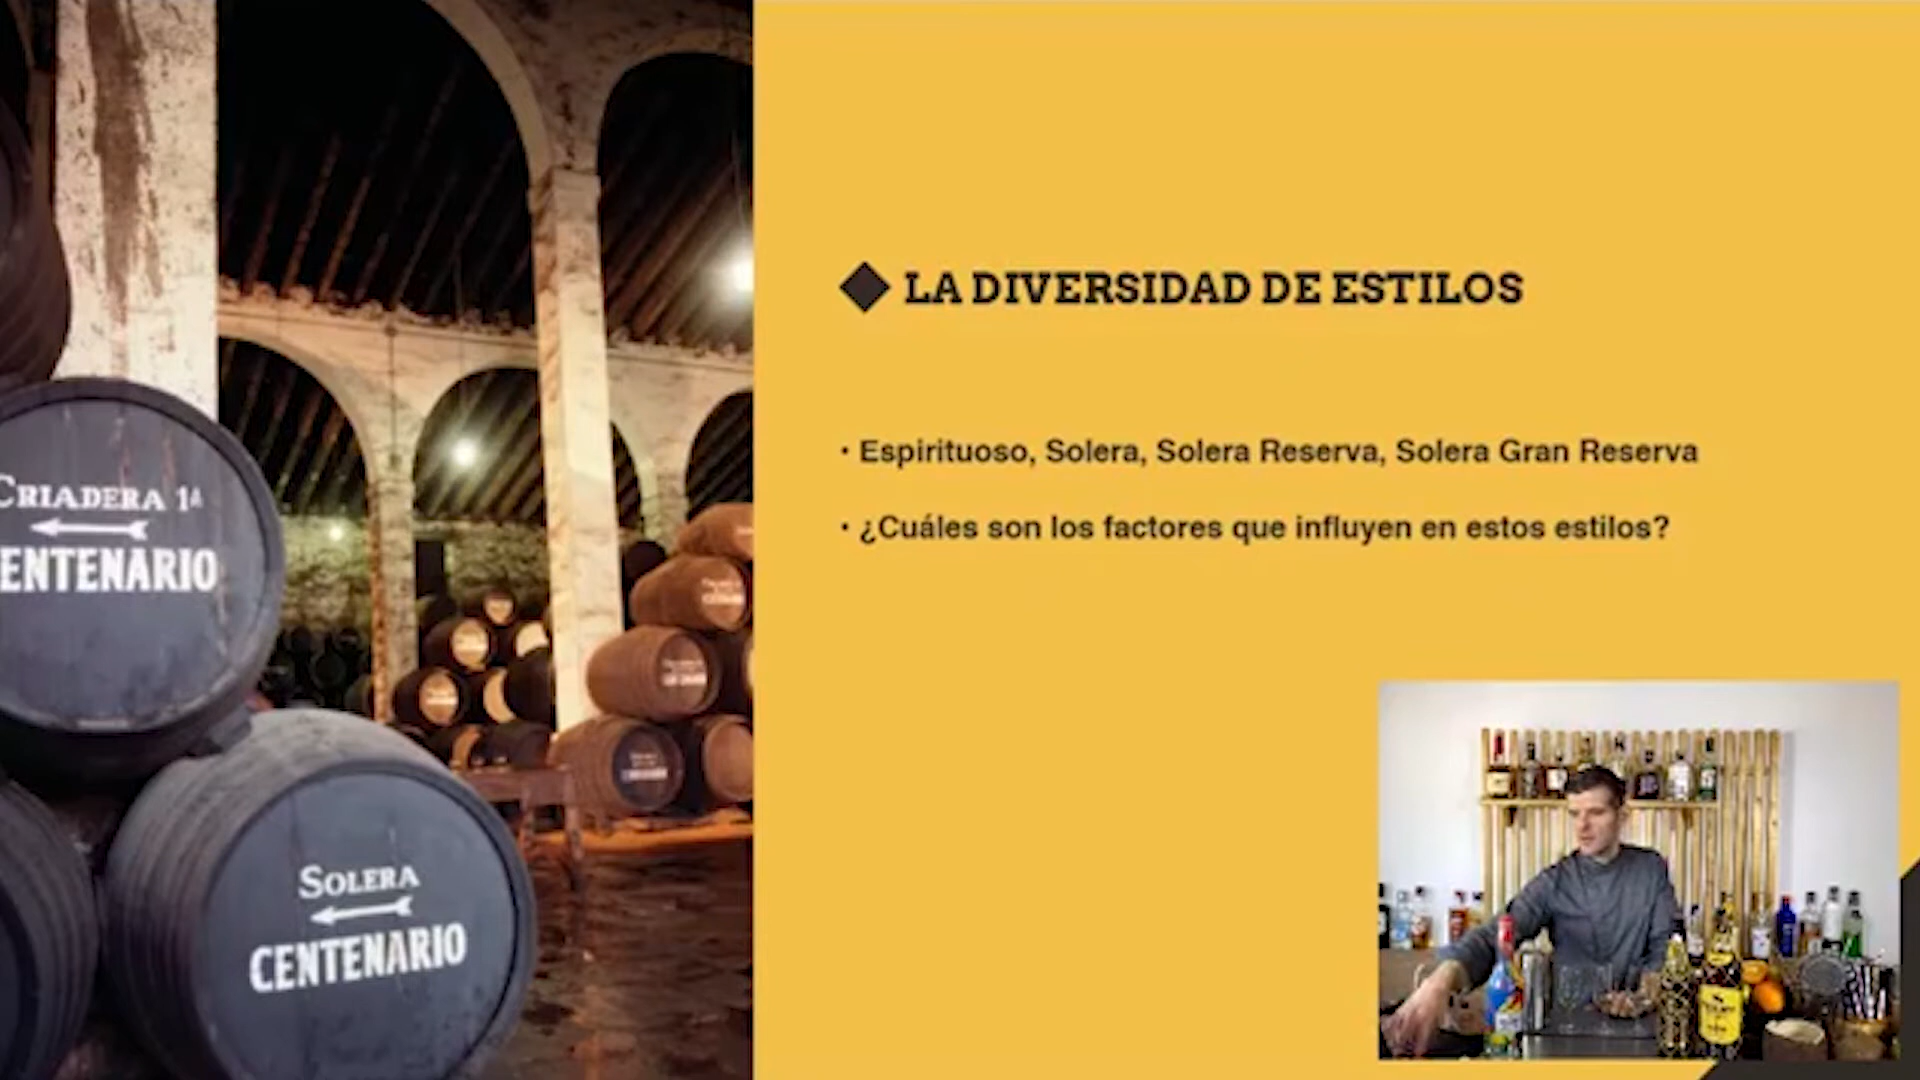 CRIADERA 1ª
CENTENARIO
SOLERA
CENTENARIO
LA DIVERSIDAD DE ESTILOS
• Espirituoso, Solera, Solera Reserva, Solera Gran Reserva
• ¿Cuáles son los factores que influyen en estos estilos?